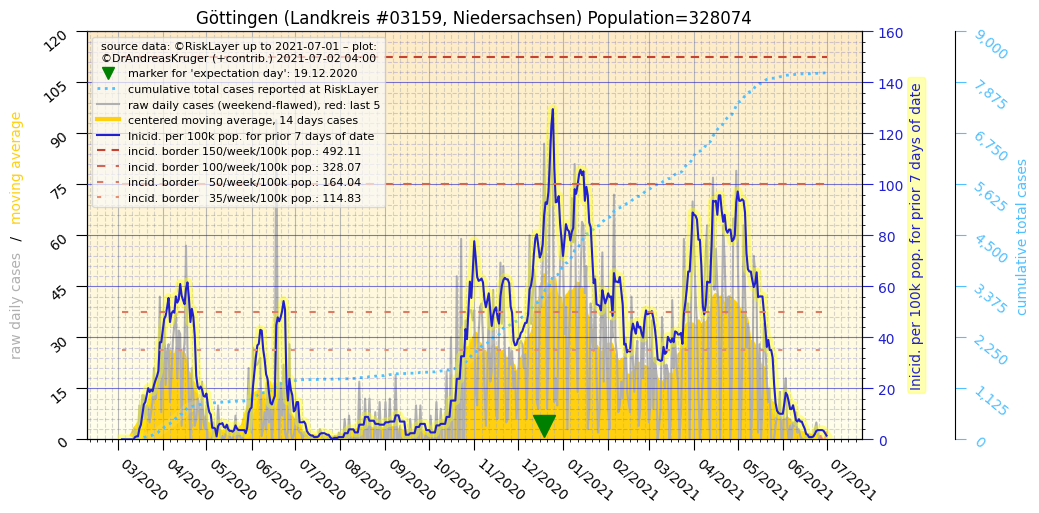 Göttingen (Landkreis #03159, Niedersachsen) Population=328074
source data: ©RiskLayer up to 2021-07-01 – plot:
©DrAndreasKruger (+contrib.) 2021-07-02 04:00
marker for 'expectation day': 19.12.2020
cumulative total cases reported at RiskLayer
raw daily cases (weekend-flawed), red: last 5
centered moving average, 14 days cases
Inicid. per 100k pop. for prior 7 days of date
incid. border 150/week/100k pop.: 492.11
incid. border 100/week/100k pop.: 328.07
incid. border 50/week/100k pop.: 164.04
incid. border 35/week/100k pop.: 114.83
raw daily cases / moving average
120
105
90
75
60
45
30
15
0
160
140
120
100
80
60
40
20
0
Inicid. per 100k pop. for prior 7 days of date
9,000
7,875
6,750
5,625
4,500
3,375
2,250
1,125
0
cumulative total cases
03/2020
04/2020
05/2020
06/2020
07/2020
08/2020
09/2020
10/2020
11/2020
12/2020
01/2021
02/2021
03/2021
04/2021
05/2021
06/2021
07/2021